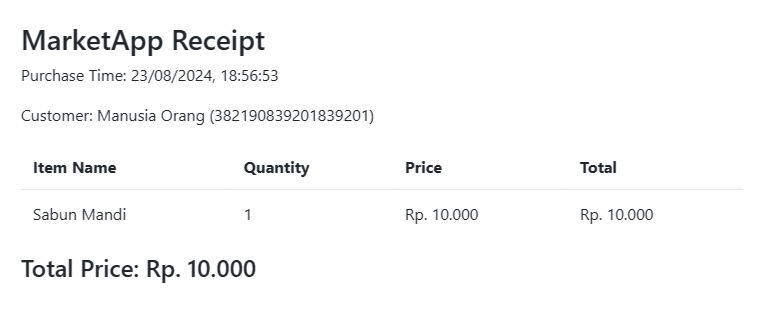 MarketApp Receipt
Purchase Time: 23/08/2024, 18:56:53
Customer: Manusia Orang (382190839201839201)
Item Name Quantity Price Total
Sabun Mandi 1 Rp. 10.000 Rp. 10.000
Total Price: Rp. 10.000